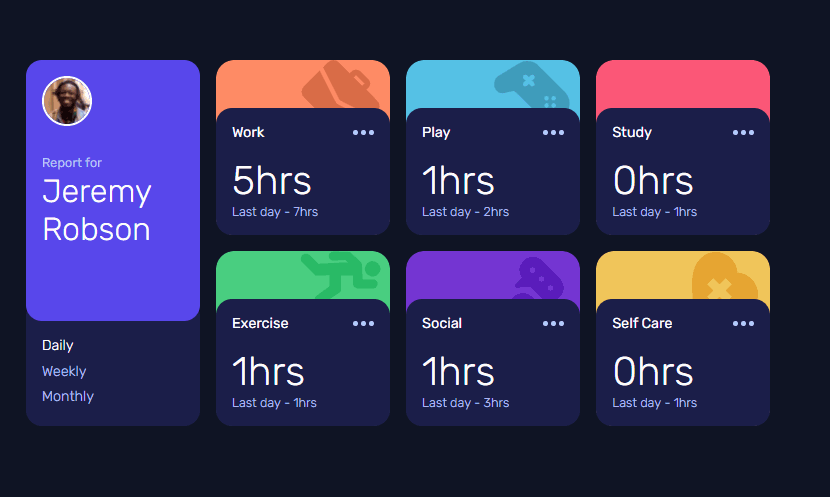 Report for
Jeremy
Robson
Daily
Weekly
Monthly
Work
5hrs
Last day - 7hrs
Play
1hrs
Last day - 2hrs
Study
0hrs
Last day - 1hrs
Exercise
1hrs
Last day - 1hrs
Social
1hrs
Last day - 3hrs
Self Care
0hrs
Last day - 1hrs